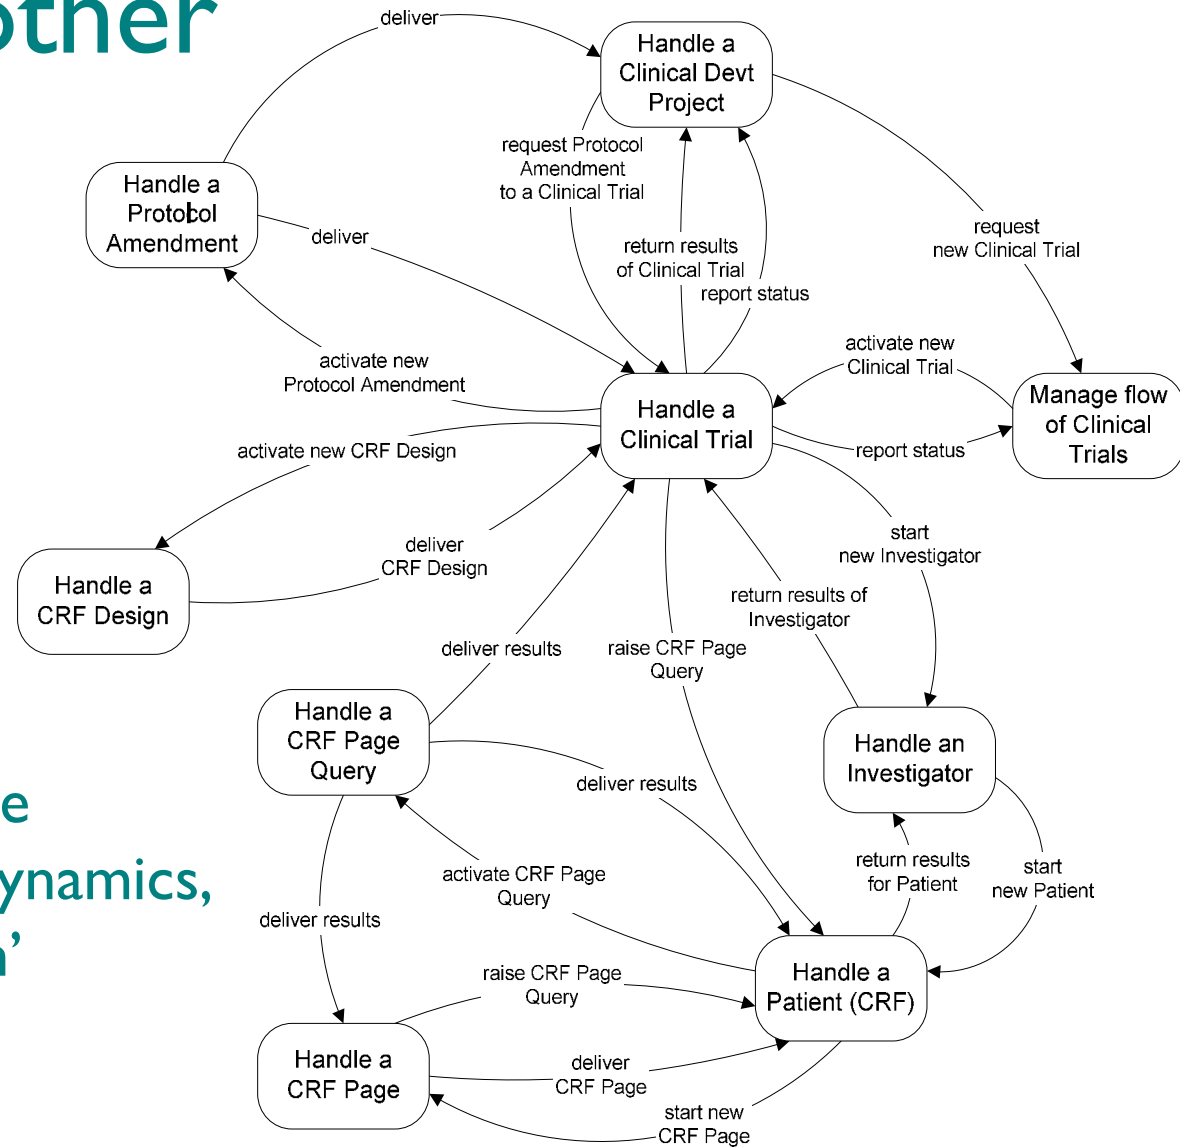 other
deliver
Handle a
Clinical Devt
Project
request Protocol
Amendment
to a Clinical Trial
Handle a
Protocol
Amendment
deliver
request
new Clinical Trial
return results
of Clinical Trial
report status
activate new
Protocol Amendment
activate new
Clinical Trial
Handle a
Clinical Trial
Manage flow
of Clinical
Trials
activate new CRF Design
report status
deliver
CRF Design
start
new Investigator
Handle a
CRF Design
return results of
Investigator
deliver results
raise CRF Page
Query
Handle a
CRF Page
Query
Handle an
Investigator
deliver results
e
ynamics,
n’
activate CRF Page
Query
return results
for Patient
start
new Patient
deliver results
raise CRF Page
Query
Handle a
Patient (CRF)
Handle a
CRF Page
deliver
CRF Page
start new
CRF Page